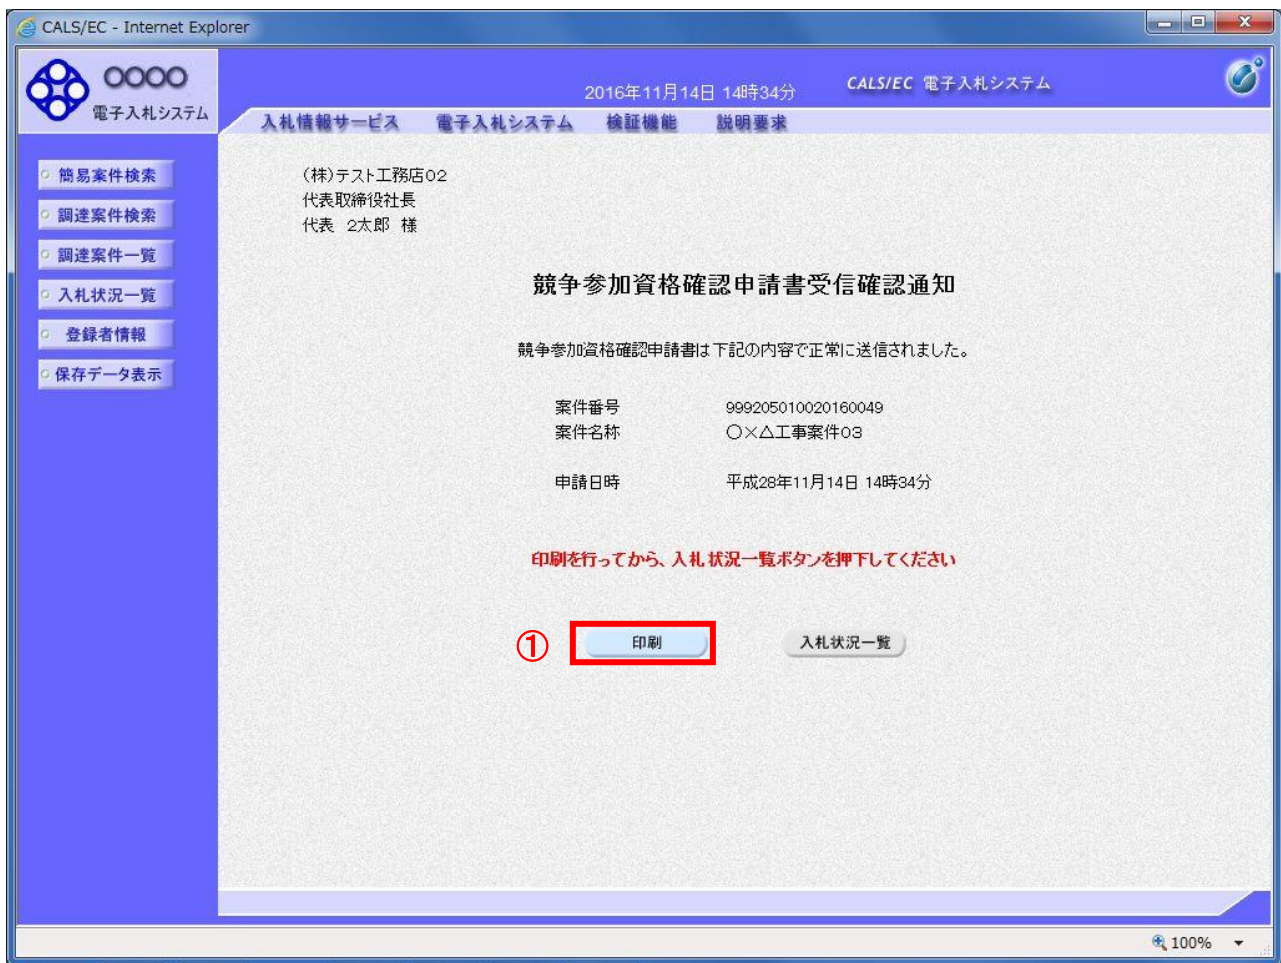 CALS/EC - Internet Explorer
○○○○
電子入札システム
2016年11月14日 14時34分
CALS/EC 電子入札システム
入札情報サービス 電子入札システム 検証機能 説明要求
簡易案件検索
調達案件検索
調達案件一覧
入札状況一覧
登録者情報
保存データ表示
(株)テスト工務店02
代表取締役社長
代表 2太郎 様
競争参加資格確認申請書受信確認通知
競争参加資格確認申請書は下記の内容で正常に送信されました。
案件番号 999205010020160049
案件名称 ○×△工事案件03
申請日時 平成28年11月14日 14時34分
印刷を行ってから、入札状況一覧ボタンを押下してください
① 印刷 入札状況一覧
100%